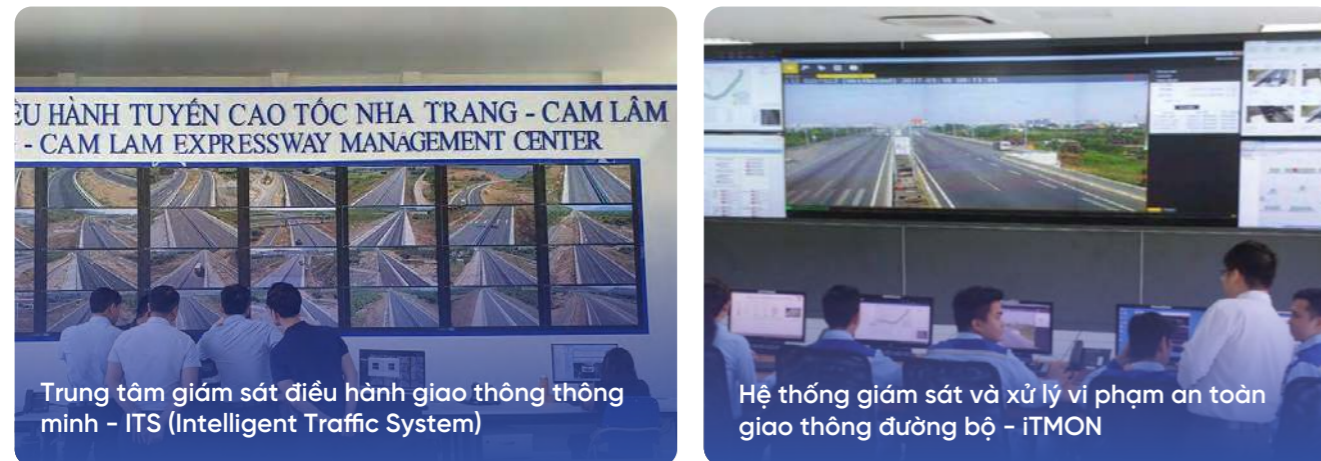 ỀU HÀNH TUYẾN CAO TỐC NHA TRANG - CAM LÂM
- CAM LAM EXPRESSWAY MANAGEMENT CENTER
Trung tâm giám sát điều hành giao thông thông
minh - ITS (Intelligent Traffic System)
Hệ thống giám sát và xử lý vi phạm an toàn
giao thông đường bộ - iTMON